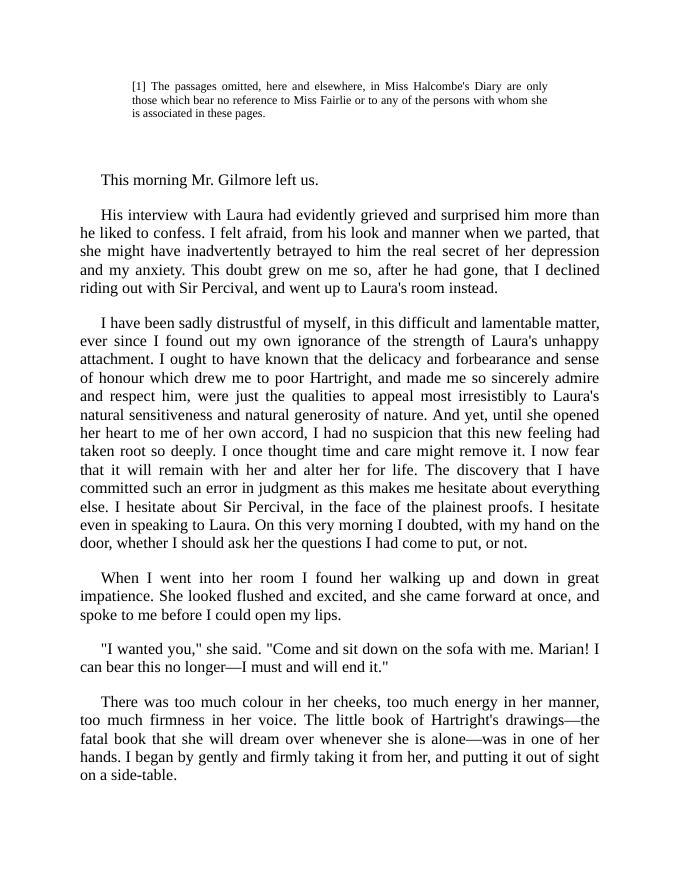 [1] The passages omitted, here and elsewhere, in Miss Halcombe's Diary are only
those which bear no reference to Miss Fairlie or to any of the persons with whom she
is associated in these pages.
This morning Mr. Gilmore left us.
His interview with Laura had evidently grieved and surprised him more than
he liked to confess. I felt afraid, from his look and manner when we parted, that
she might have inadvertently betrayed to him the real secret of her depression
and my anxiety. This doubt grew on me so, after he had gone, that I declined
riding out with Sir Percival, and went up to Laura's room instead.
I have been sadly distrustful of myself, in this difficult and lamentable matter,
ever since I found out my own ignorance of the strength of Laura's unhappy
attachment. I ought to have known that the delicacy and forbearance and sense
of honour which drew me to poor Hartright, and made me so sincerely admire
and respect him, were just the qualities to appeal most irresistibly to Laura's
natural sensitiveness and natural generosity of nature. And yet, until she opened
her heart to me of her own accord, I had no suspicion that this new feeling had
taken root so deeply. I once thought time and care might remove it. I now fear
that it will remain with her and alter her for life. The discovery that I have
committed such an error in judgment as this makes me hesitate about everything
else. I hesitate about Sir Percival, in the face of the plainest proofs. I hesitate
even in speaking to Laura. On this very morning I doubted, with my hand on the
door, whether I should ask her the questions I had come to put, or not.
When I went into her room I found her walking up and down in great
impatience. She looked flushed and excited, and she came forward at once, and
spoke to me before I could open my lips.
"I wanted you," she said. "Come and sit down on the sofa with me. Marian! I
can bear this no longer—I must and will end it."
There was too much colour in her cheeks, too much energy in her manner,
too much firmness in her voice. The little book of Hartright's drawings—the
fatal book that she will dream over whenever she is alone—was in one of her
hands. I began by gently and firmly taking it from her, and putting it out of sight
on a side-table.